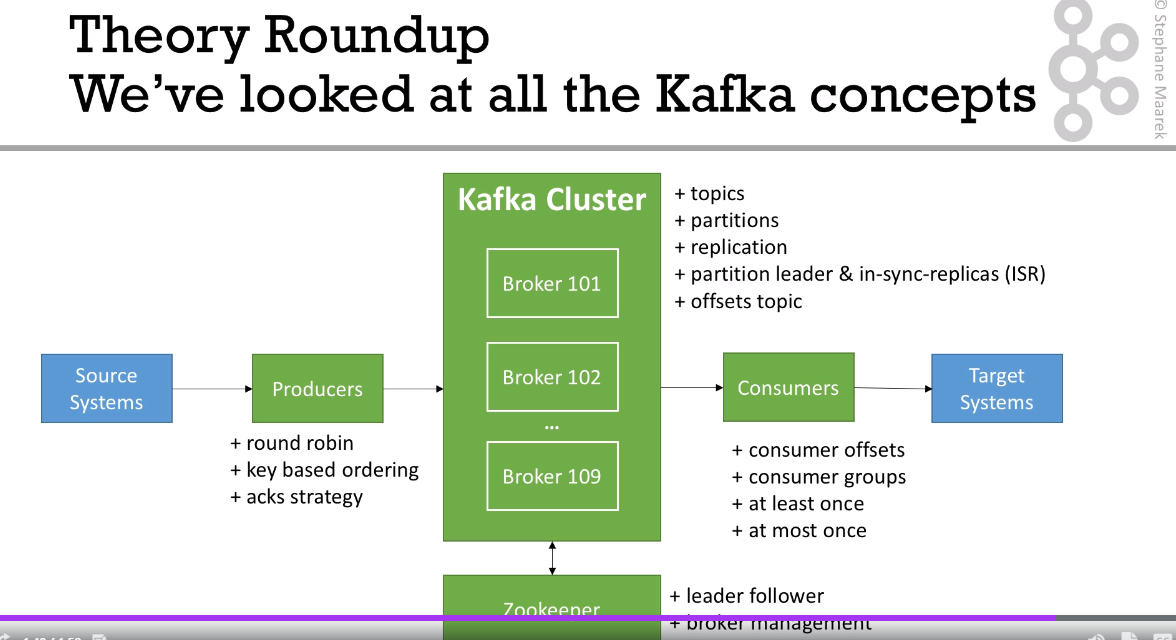 Theory Roundup
We've looked at all the Kafka concepts
© Stephane Maarek
Kafka Cluster
Broker 101
Broker 102
...
Broker 109
+ topics
+ partitions
+ replication
+ partition leader & in-sync-replicas (ISR)
+ offsets topic
Source
Systems
Producers
+ round robin
+ key based ordering
+ acks strategy
Consumers
+ consumer offsets
+ consumer groups
+ at least once
+ at most once
Target
Systems
Zookeeper
+ leader follower
+ broker management